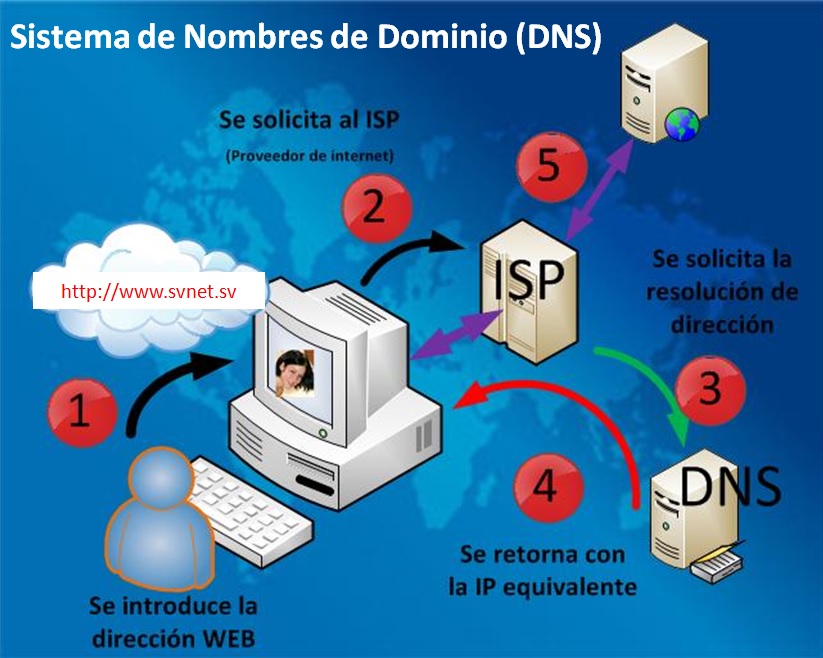 Sistema de Nombres de Dominio (DNS)
Se solicita al ISP
(Proveedor de internet)
5
2
ISP
Se solicita la
resolución de
dirección
http://www.svnet.sv
1
3
4
DNS
Se retorna con
la IP equivalente
Se introduce la
dirección WEB